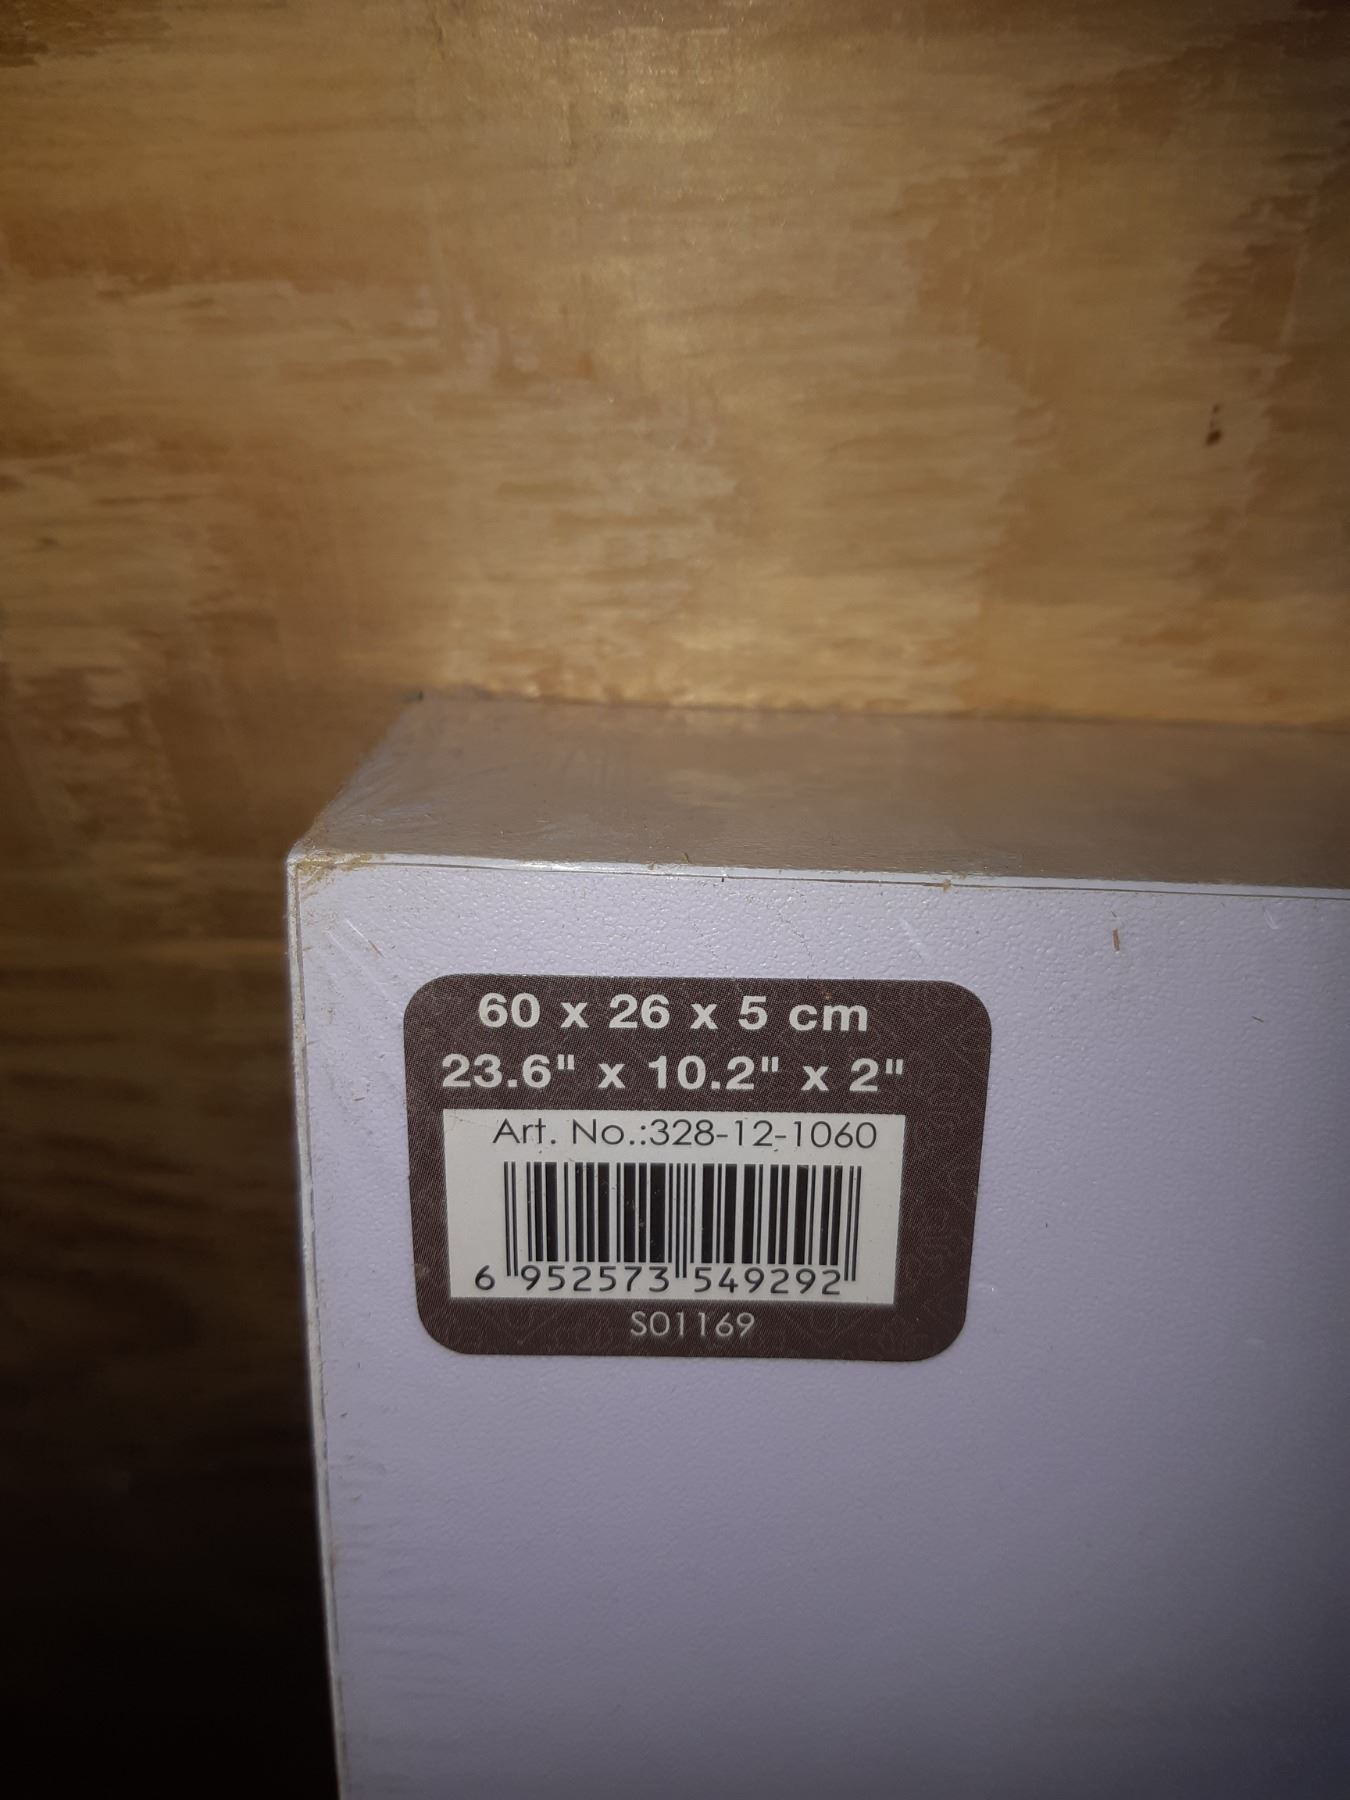 60 x 26 x 5 cm
23.6" x 10.2" x 2"
Art. No.:328-12-1060
6 952573 549292
S01169